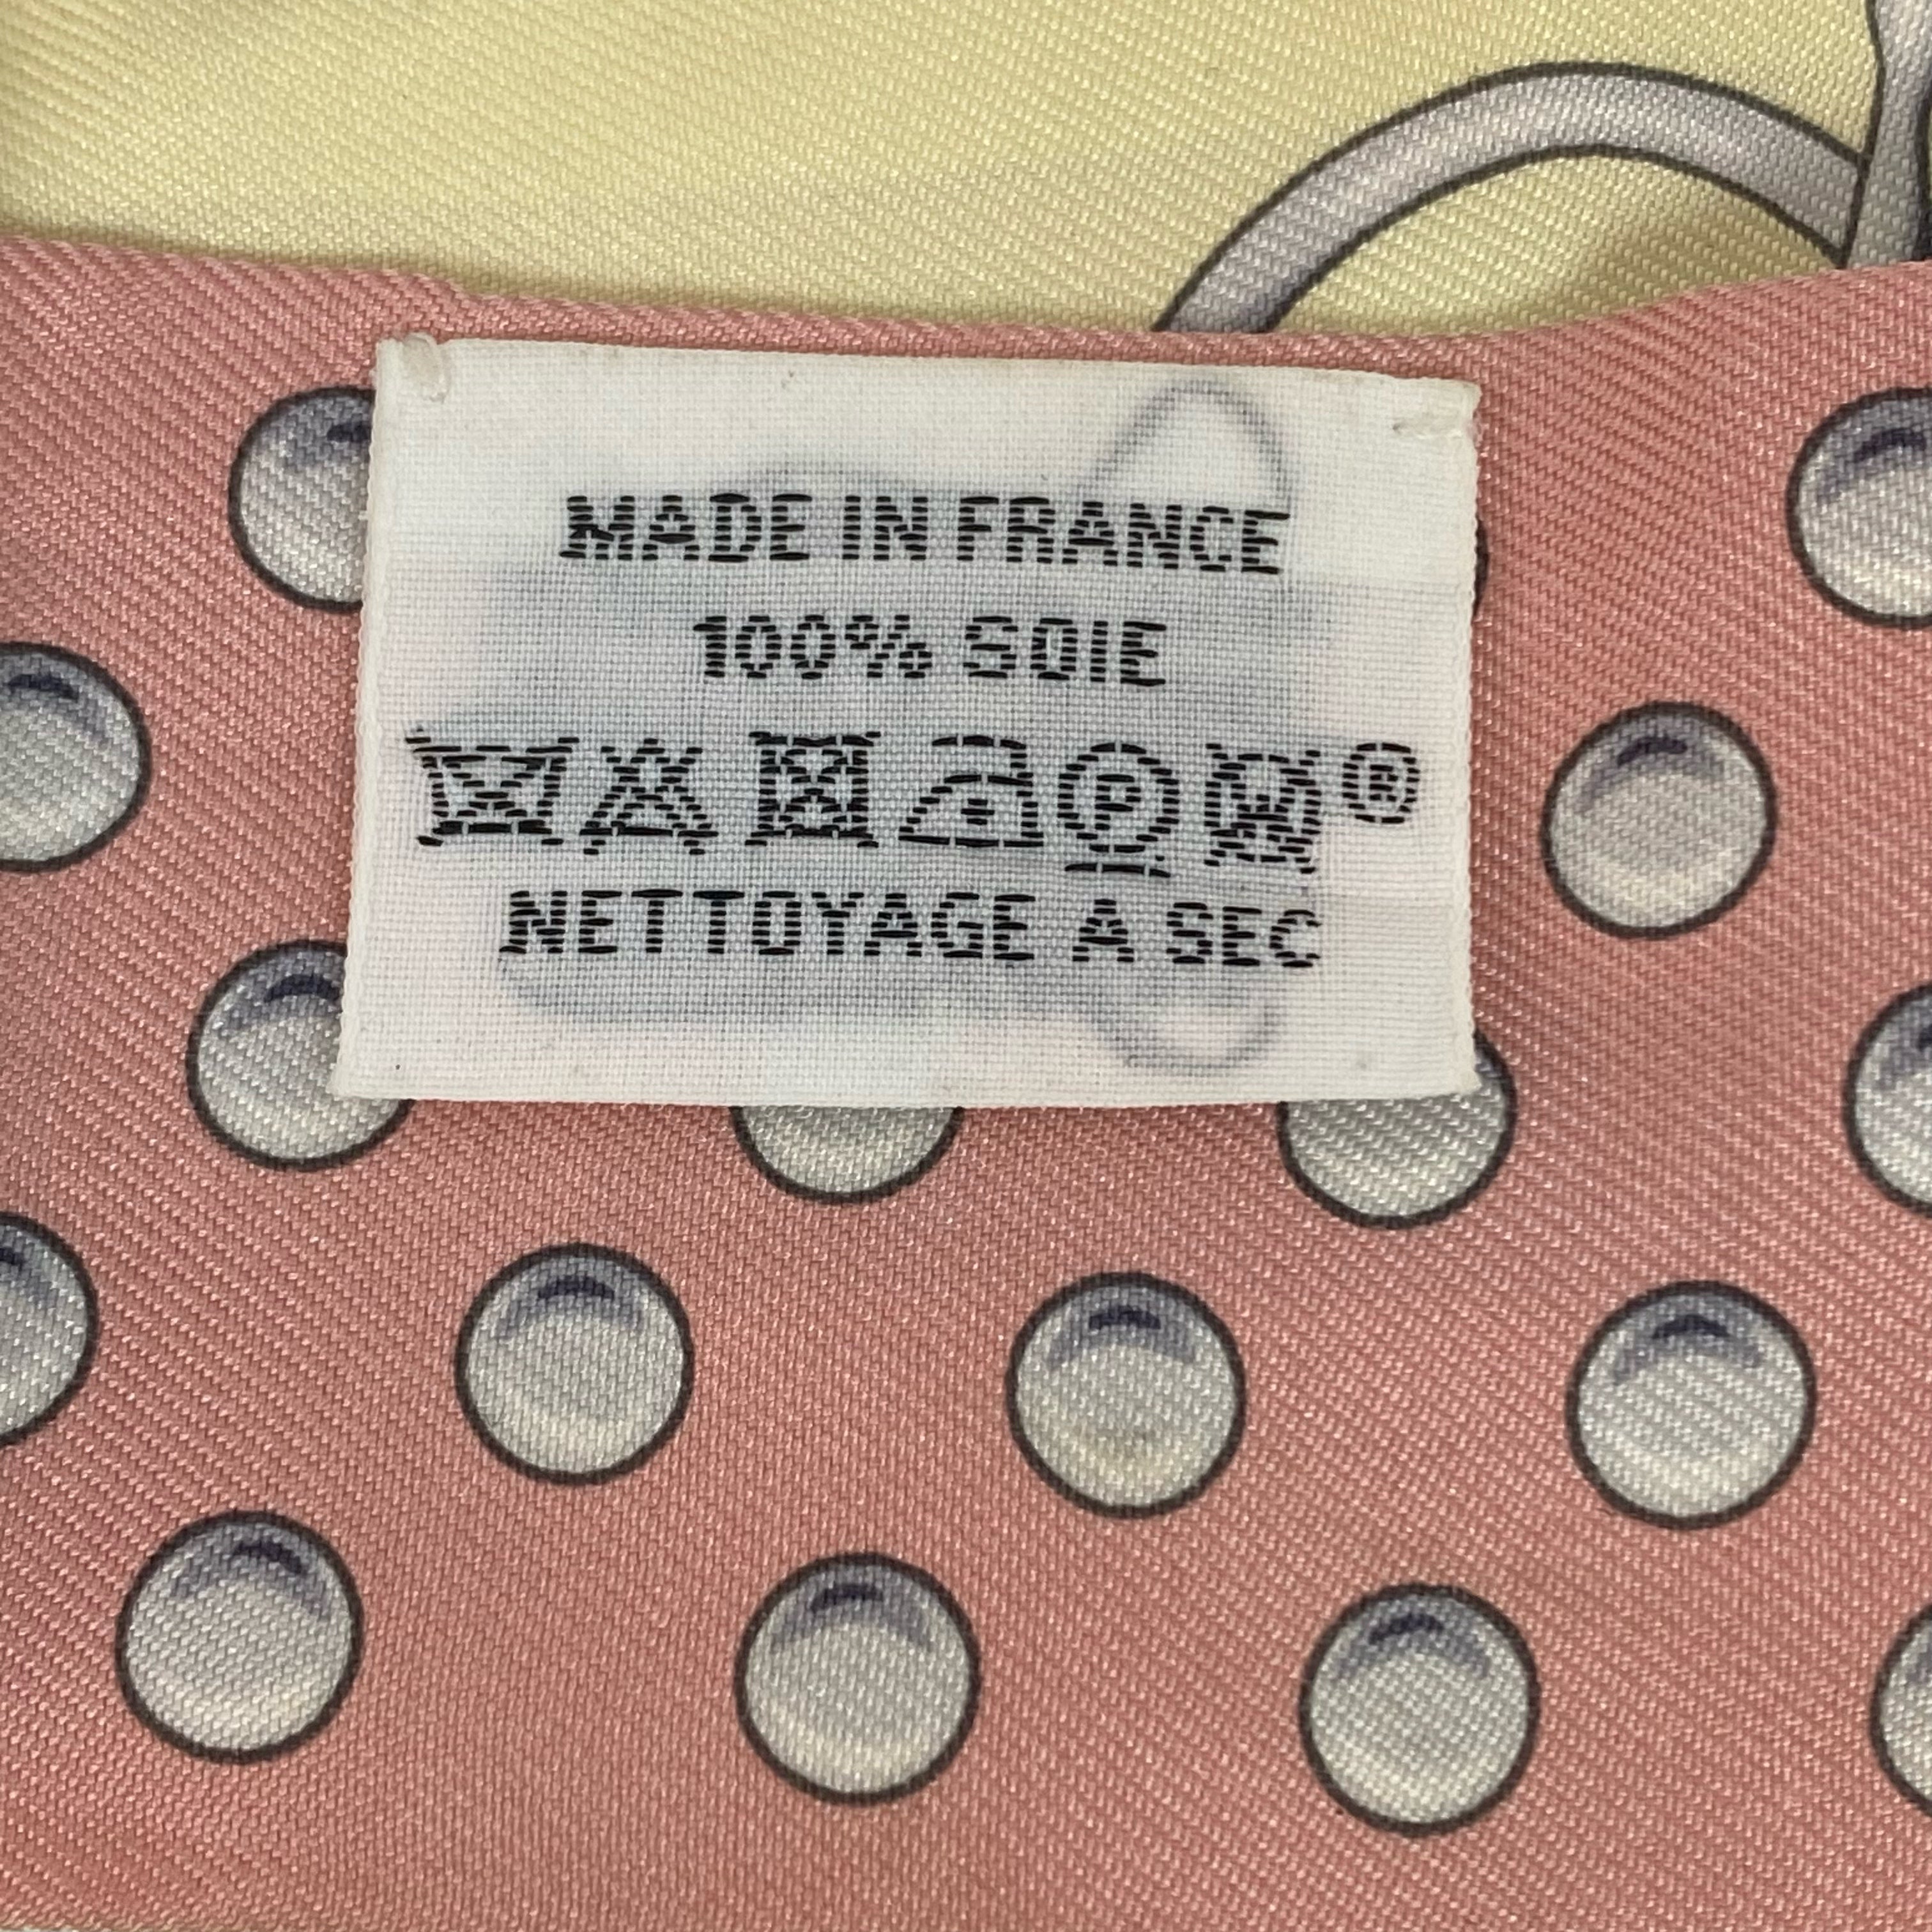 MADE IN FRANCE
100% SOIE
P ®
NETTOYAGE A SEC